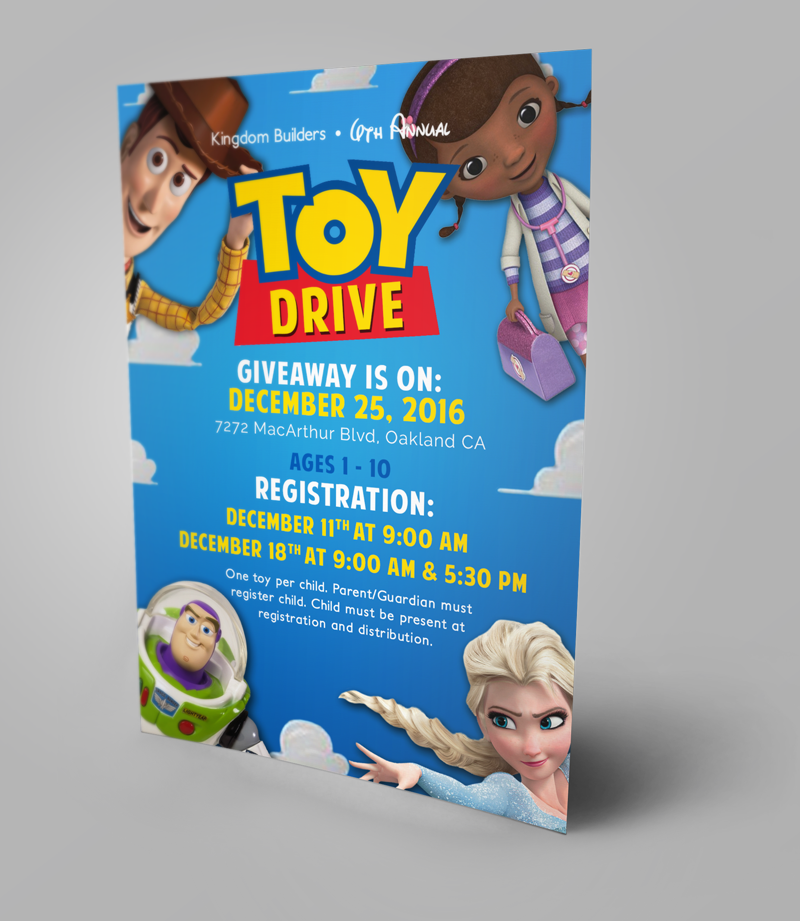 Kingdom Builders • 6TH ANNUAL
TOY
DRIVE
GIVEAWAY IS ON:
DECEMBER 25, 2016
7272 MacArthur Blvd, Oakland CA
AGES 1 - 10
REGISTRATION:
DECEMBER 11TH AT 9:00 AM
DECEMBER 18TH AT 9:00 AM & 5:30 PM
One toy per child. Parent/Guardian must
register child. Child must be present at
registration and distribution.
LIGHTYEAR